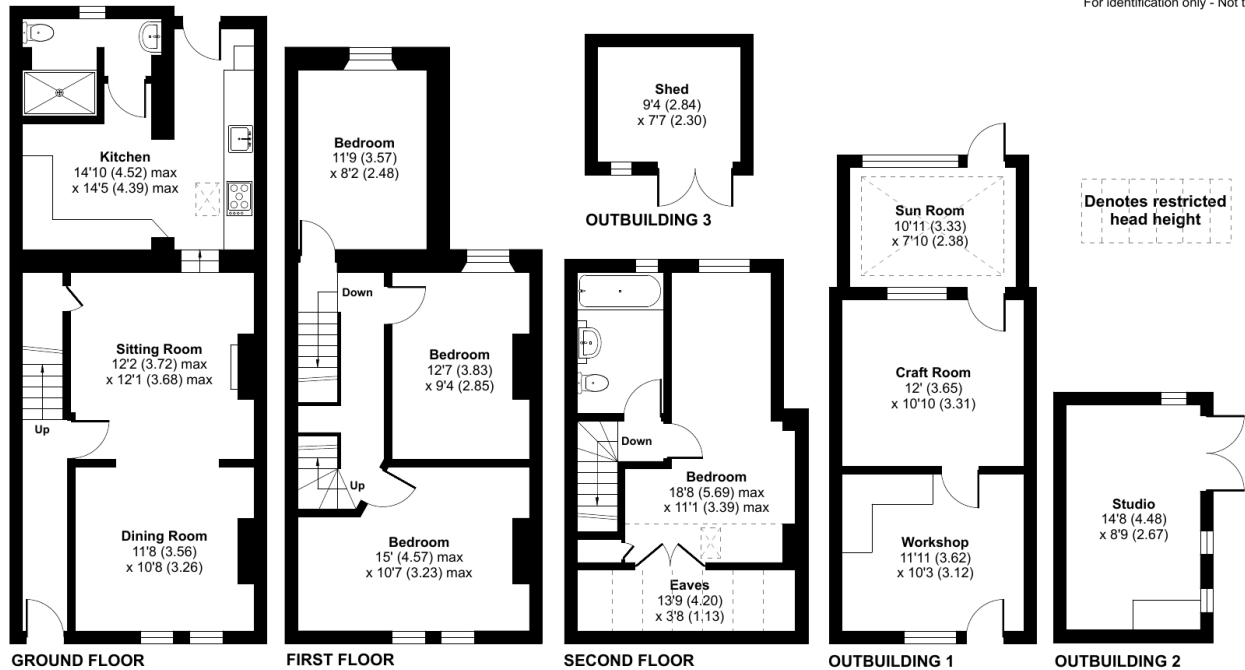 For identification only - Not t
Kitchen
14'10 (4.52) max
x 14'5 (4.39) max
Sitting Room
12'2 (3.72) max
x 12'1 (3.68) max
Up
Dining Room
11'8 (3.56)
x 10'8 (3.26)
GROUND FLOOR
Bedroom
11'9 (3.57)
x 8'2 (2.48)
Down
Bedroom
12'7 (3.83)
x 9'4 (2.85)
Up
Bedroom
15' (4.57) max
x 10'7 (3.23) max
FIRST FLOOR
Shed
9'4 (2.84)
x 7'7 (2.30)
OUTBUILDING 3
Down
Bedroom
18'8 (5.69) max
x 11'1 (3.39) max
Eaves
13'9 (4.20)
x 3'8 (1.13)
SECOND FLOOR
Sun Room
10'11 (3.33)
x 7'10 (2.38)
Craft Room
12' (3.65)
x 10'10 (3.31)
Workshop
11'11 (3.62)
x 10'3 (3.12)
OUTBUILDING 1
Denotes restricted
head height
Studio
14'8 (4.48)
x 8'9 (2.67)
OUTBUILDING 2